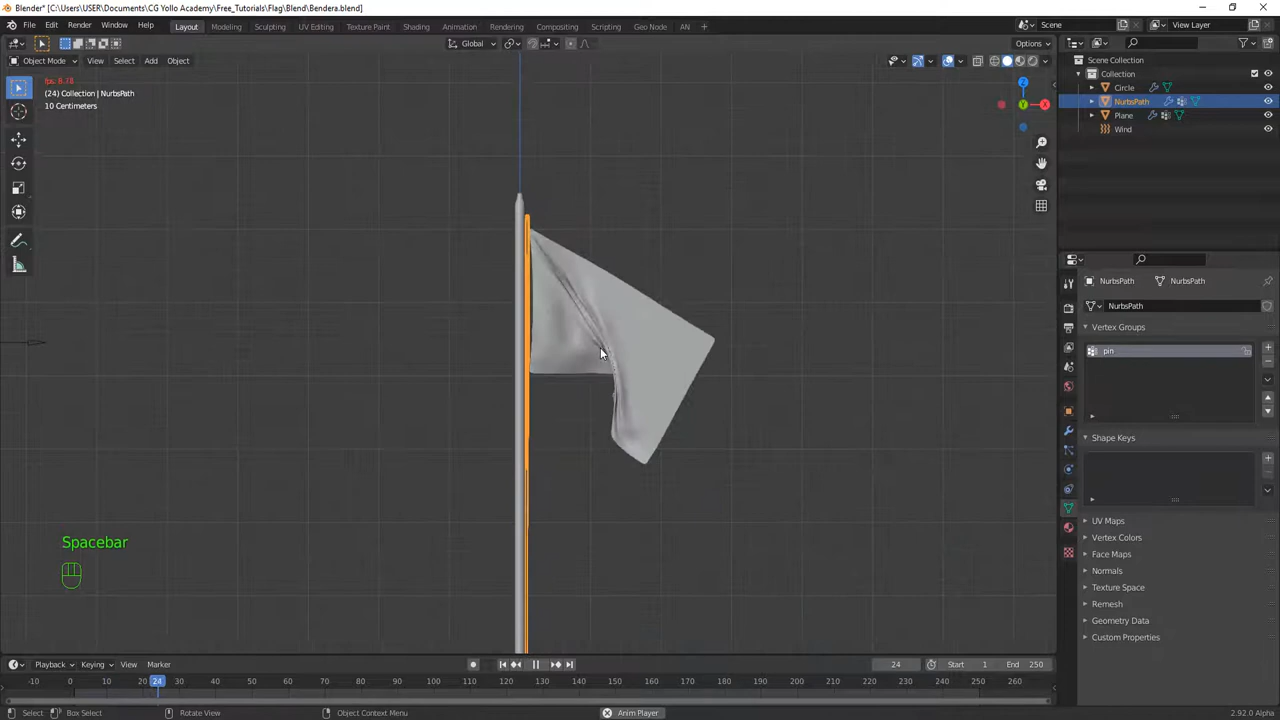 Blender* [C:\Users\USER\Documents\CG Yollo Academy\Free_Tutorials\Flag\Blend\Bendera.blend]
File Edit Render Window Help Layout Modeling Sculpting UV Editing Texture Paint Shading Animation Rendering Compositing Scripting Geo Node AN + Scene View Layer
Global Options
Object Mode View Select Add Object
Scene Collection
Collection
Circle
NurbsPath
Plane
Wind
(24) Collection | NurbsPath
10 Centimeters
Z
Y
X
NurbsPath NurbsPath
NurbsPath
Vertex Groups
pin
Shape Keys
UV Maps
Vertex Colors
Face Maps
Normals
Texture Space
Remesh
Geometry Data
Custom Properties
Spacebar
Playback Keying View Marker 24 Start 1 End 250
-10 0 10 20 24 30 40 50 60 70 80 90 100 110 120 130 140 150 160 170 180 190 200 210 220 230 240 250 260
Select Box Select Rotate View Object Context Menu Anim Player 2.92.0 Alpha